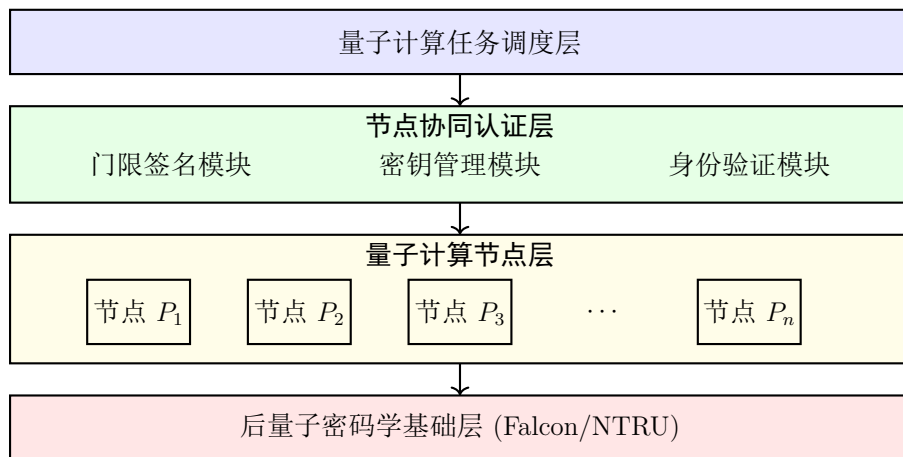 量子计算任务调度层
节点协同认证层
门限签名模块 密钥管理模块 身份验证模块
量子计算节点层
节点 P₁ 节点 P₂ 节点 P₃ ⋯ 节点 Pₙ
后量子密码学基础层 (Falcon/NTRU)